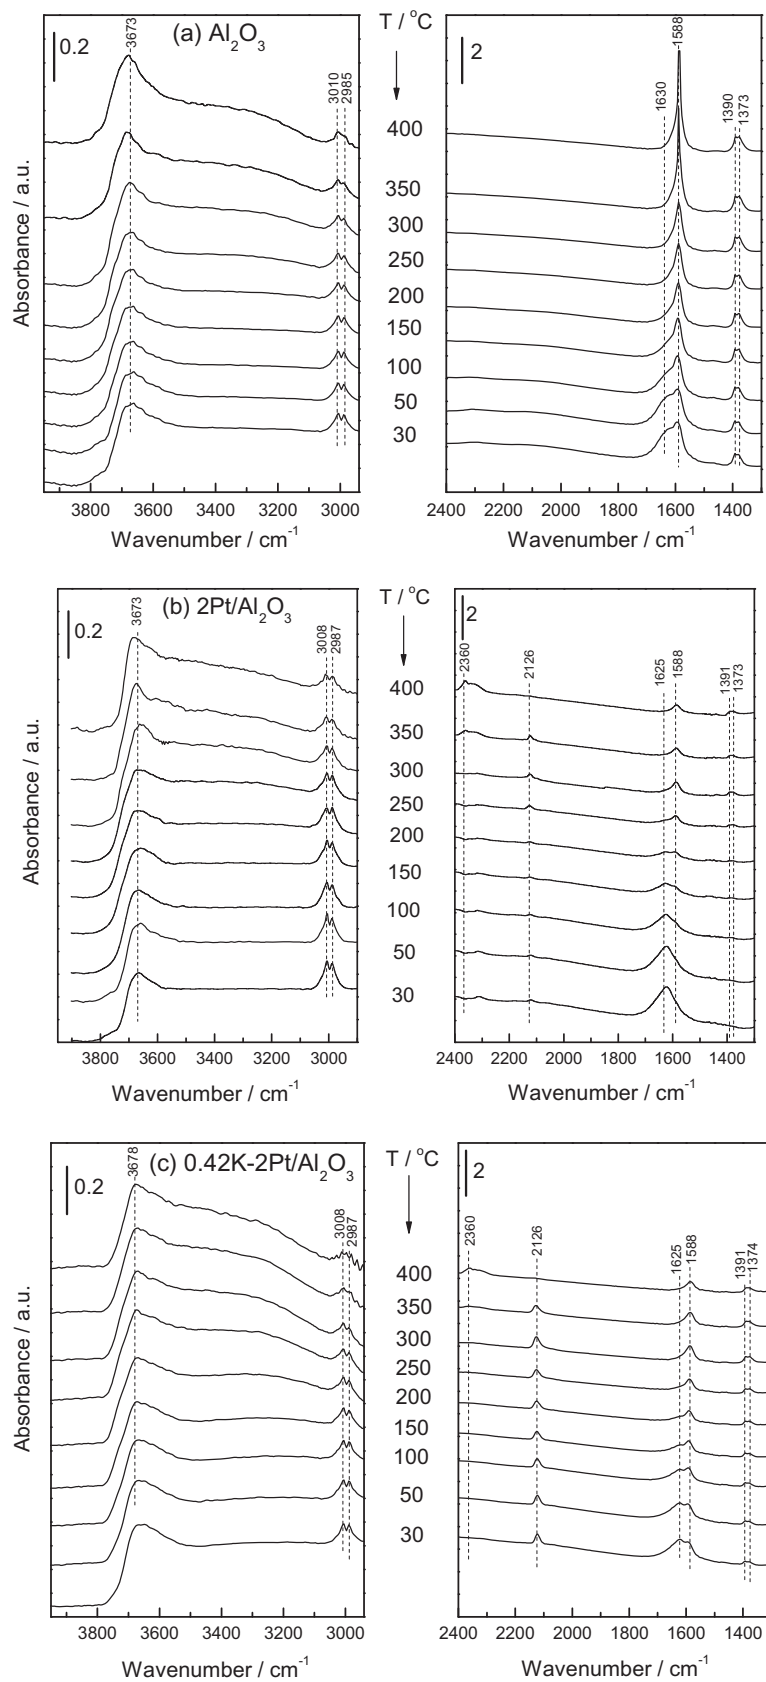 (a) Al₂O₃
T / °C
0.2
2
3673
3010
2985
1630
1588
1390
1373
400
350
300
250
200
150
100
50
30
Absorbance / a.u.
3800 3600 3400 3200 3000
2400 2200 2000 1800 1600 1400
Wavenumber / cm⁻¹
Wavenumber / cm⁻¹
(b) 2Pt/Al₂O₃
T / °C
0.2
2
3673
3008
2987
2360
2126
1625
1588
1391
1373
400
350
300
250
200
150
100
50
30
Absorbance / a.u.
3800 3600 3400 3200 3000
2400 2200 2000 1800 1600 1400
Wavenumber / cm⁻¹
Wavenumber / cm⁻¹
(c) 0.42K-2Pt/Al₂O₃
T / °C
0.2
2
3678
3008
2987
2360
2126
1625
1588
1391
1374
400
350
300
250
200
150
100
50
30
Absorbance / a.u.
3800 3600 3400 3200 3000
2400 2200 2000 1800 1600 1400
Wavenumber / cm⁻¹
Wavenumber / cm⁻¹